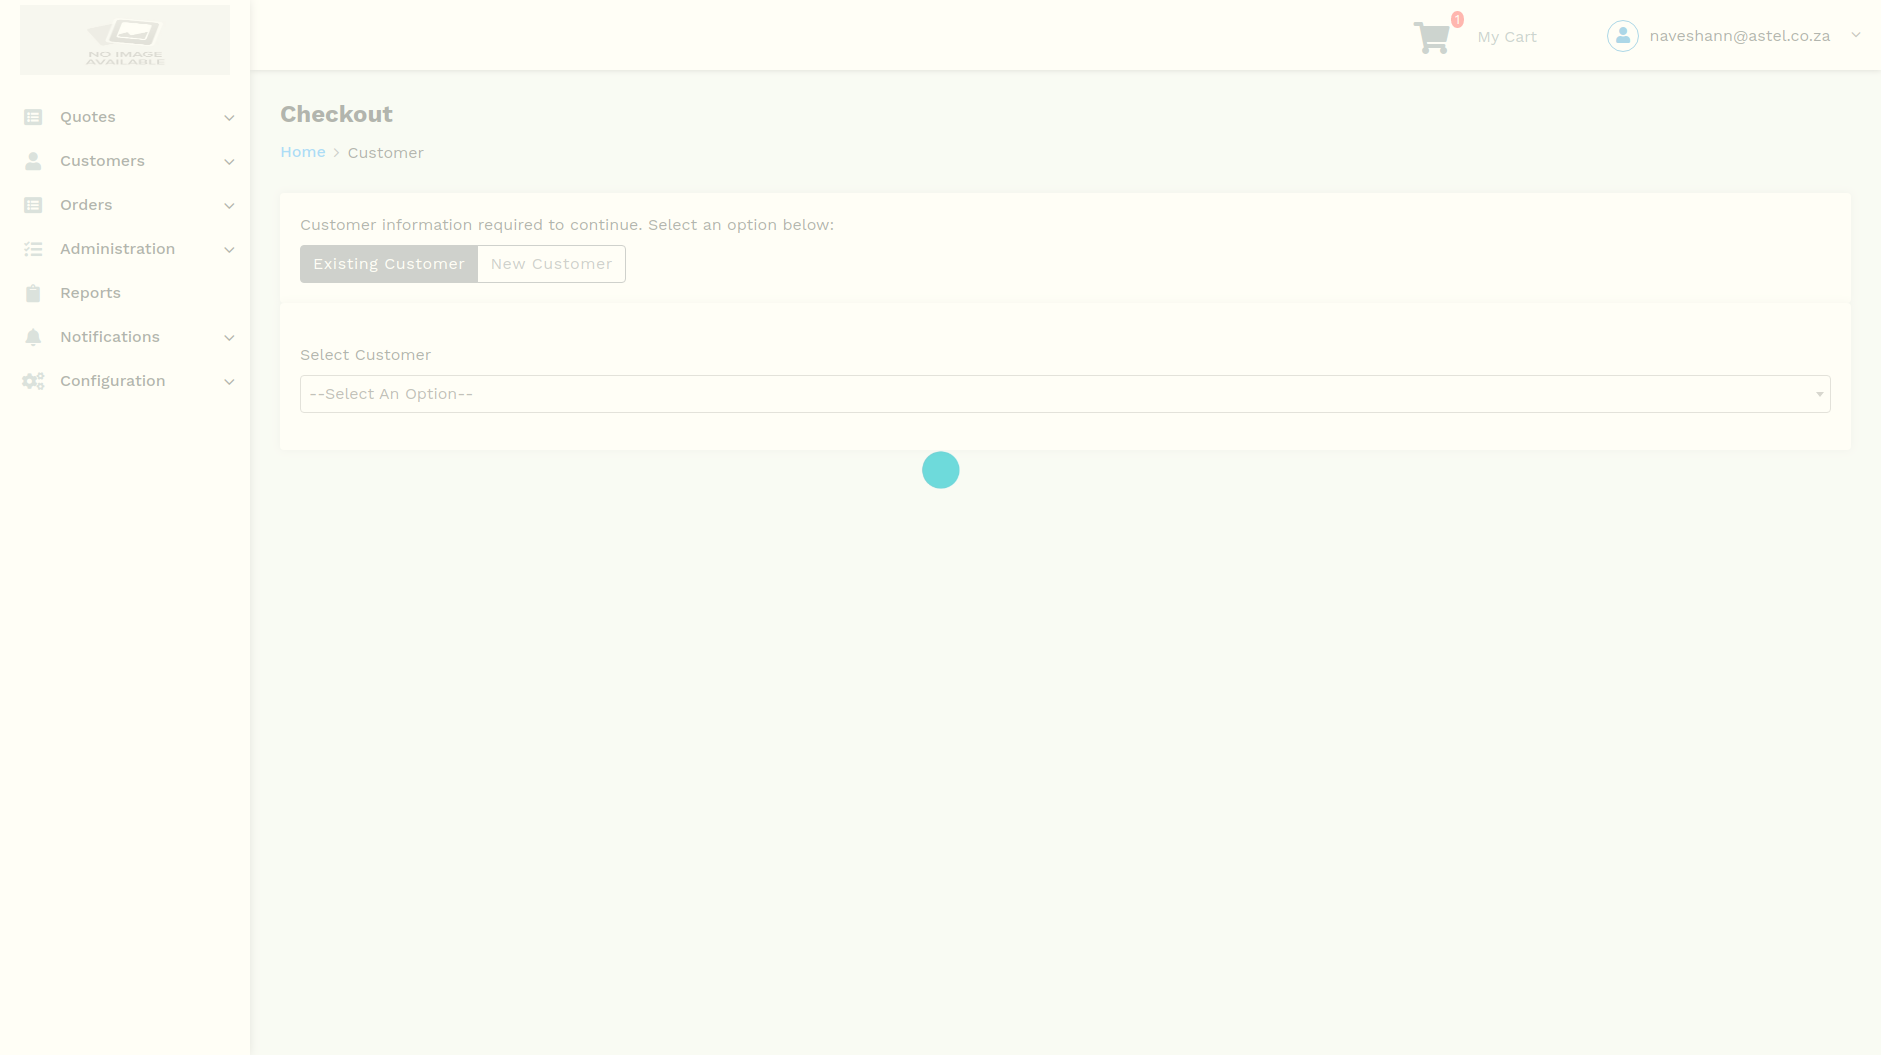 NO IMAGE
AVAILABLE
1
My Cart
naveshann@astel.co.za
Quotes
Customers
Orders
Administration
Reports
Notifications
Configuration
Checkout
Home
Customer
Customer information required to continue. Select an option below:
Existing Customer
New Customer
Select Customer
--Select An Option--